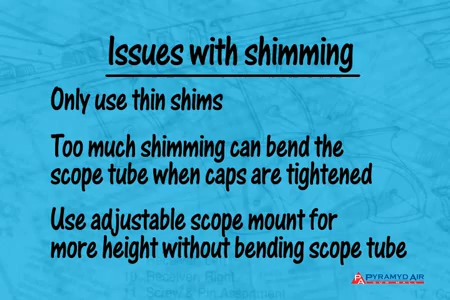 Issues with shimming
Only use thin shims
Too much shimming can bend the
scope tube when caps are tightened
Use adjustable scope mount for
more height without bending scope tube
PYRAMYD AIR